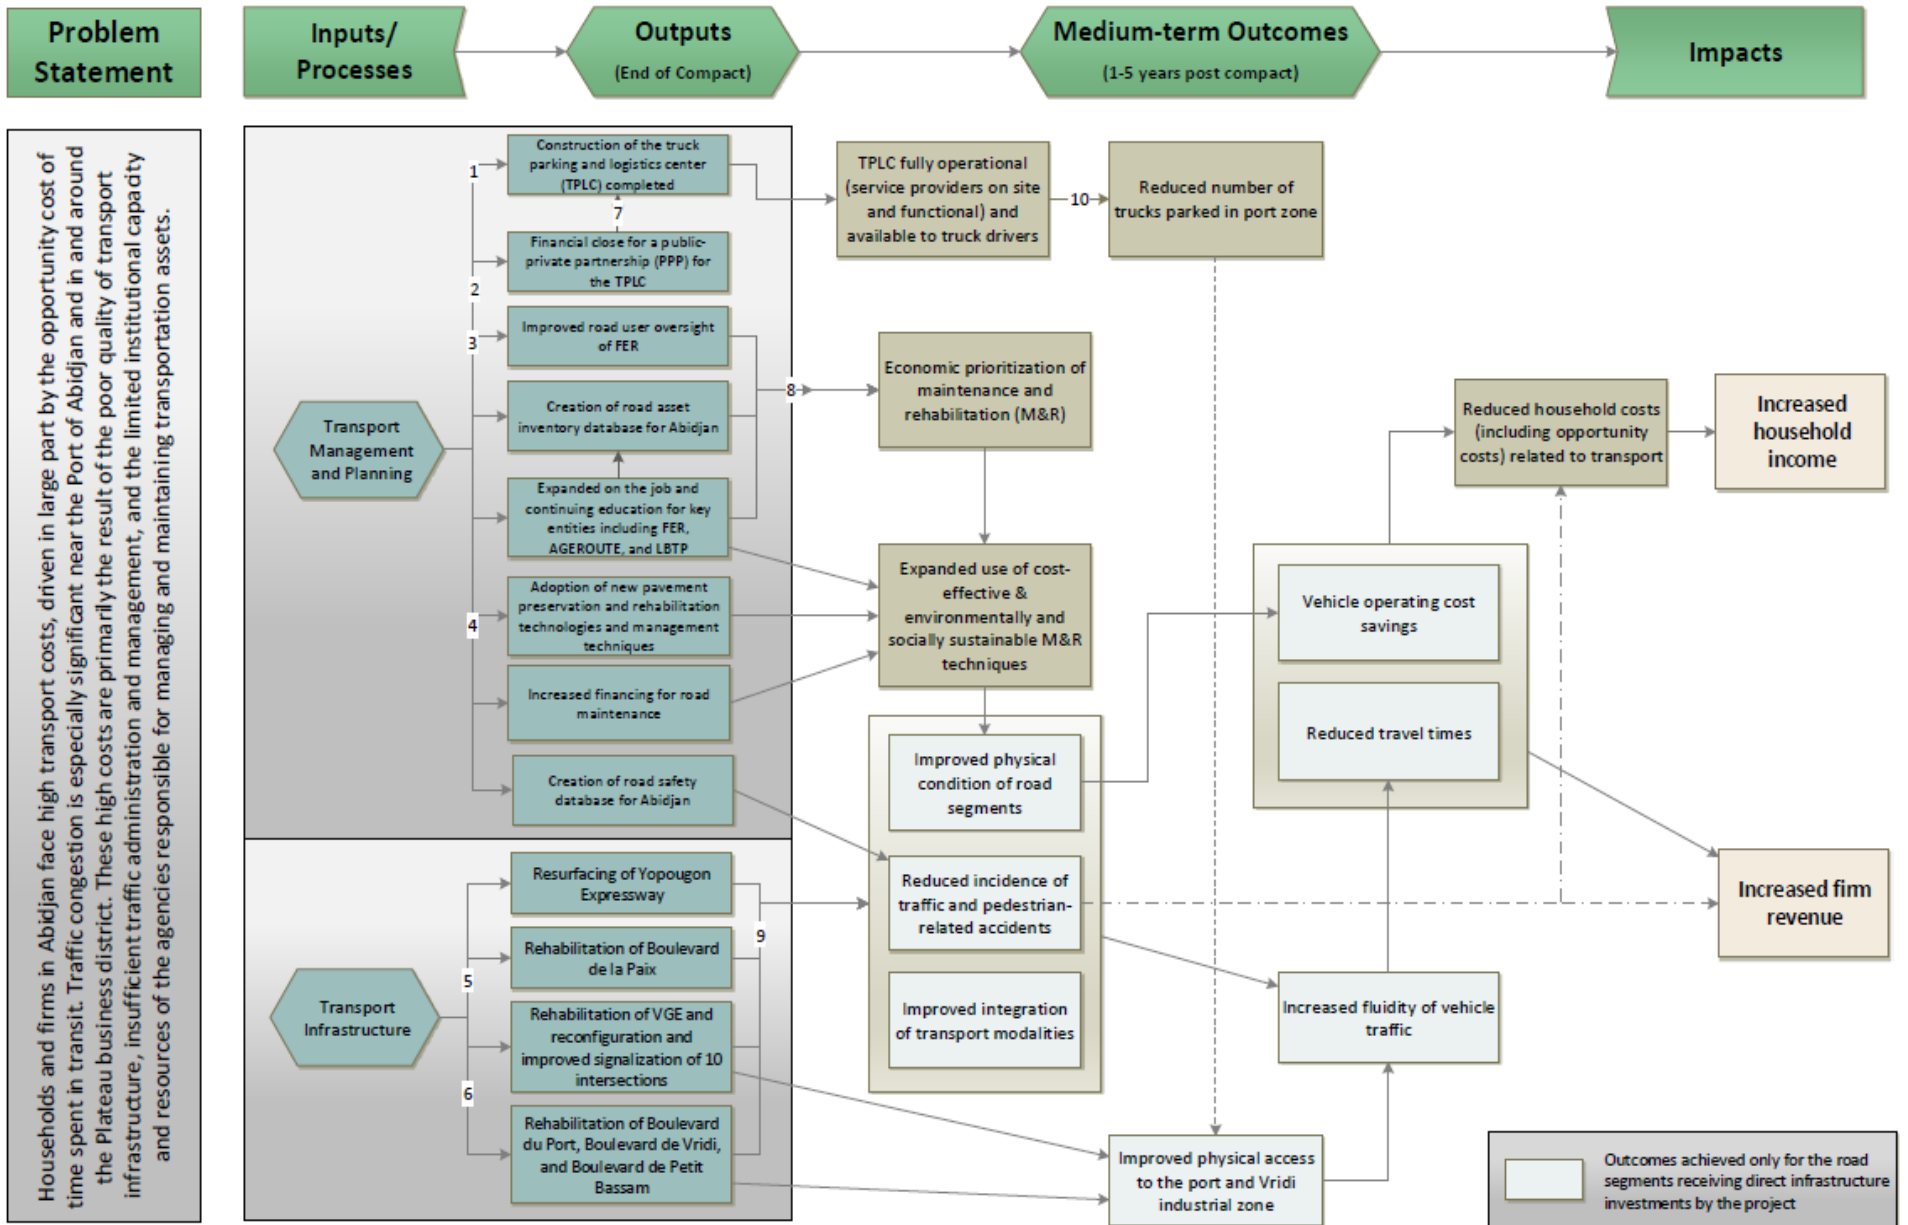 Problem
Statement
Inputs/
Processes
Outputs
(End of Compact)
Medium-term Outcomes
(1-5 years post compact)
Impacts
Households and firms in Abidjan face high transport costs, driven in large part by the opportunity cost of
time spent in transit. Traffic congestion is especially significant near the Port of Abidjan and in and around
the Plateau business district. These high costs are primarily the result of the poor quality of transport
infrastructure, insufficient traffic administration and management, and the limited institutional capacity
and resources of the agencies responsible for managing and maintaining transportation assets.
Transport
Management
and Planning
1
2
3
4
Construction of the truck
parking and logistics center
(TPLC) completed
7
Financial close for a public-
private partnership (PPP) for
the TPLC
Improved road user oversight
of FER
Creation of road asset
inventory database for Abidjan
Expanded on the job and
continuing education for key
entities including FER,
AGEROUTE, and LBTP
Adoption of new pavement
preservation and rehabilitation
technologies and management
techniques
Increased financing for road
maintenance
Creation of road safety
database for Abidjan
8
Transport
Infrastructure
5
6
Resurfacing of Yopougon
Expressway
Rehabilitation of Boulevard
de la Paix
Rehabilitation of VGE and
reconfiguration and
improved signalization of 10
intersections
Rehabilitation of Boulevard
du Port, Boulevard de Vridi,
and Boulevard de Petit
Bassam
9
TPLC fully operational
(service providers on site
and functional) and
available to truck drivers
10
Reduced number of
trucks parked in port zone
Economic prioritization of
maintenance and
rehabilitation (M&R)
Expanded use of cost-
effective &
environmentally and
socially sustainable M&R
techniques
Improved physical
condition of road
segments
Reduced incidence of
traffic and pedestrian-
related accidents
Improved integration
of transport modalities
Improved physical access
to the port and Vridi
industrial zone
Vehicle operating cost
savings
Reduced travel times
Increased fluidity of vehicle
traffic
Reduced household costs
(including opportunity
costs) related to transport
Increased
household
income
Increased firm
revenue
Outcomes achieved only for the road
segments receiving direct infrastructure
investments by the project